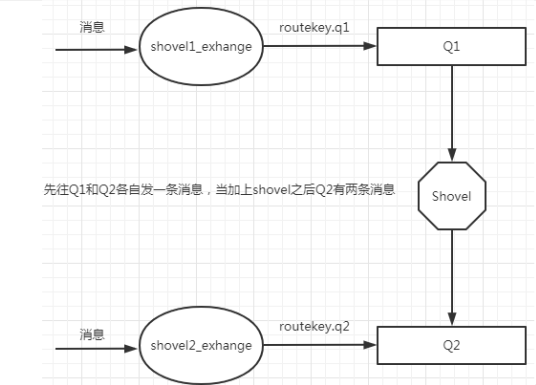 消息
shovel1_exhange
routekey.q1
Q1
先往Q1和Q2各自发一条消息，当加上shovel之后Q2有两条消息
Shovel
消息
shovel2_exhange
routekey.q2
Q2